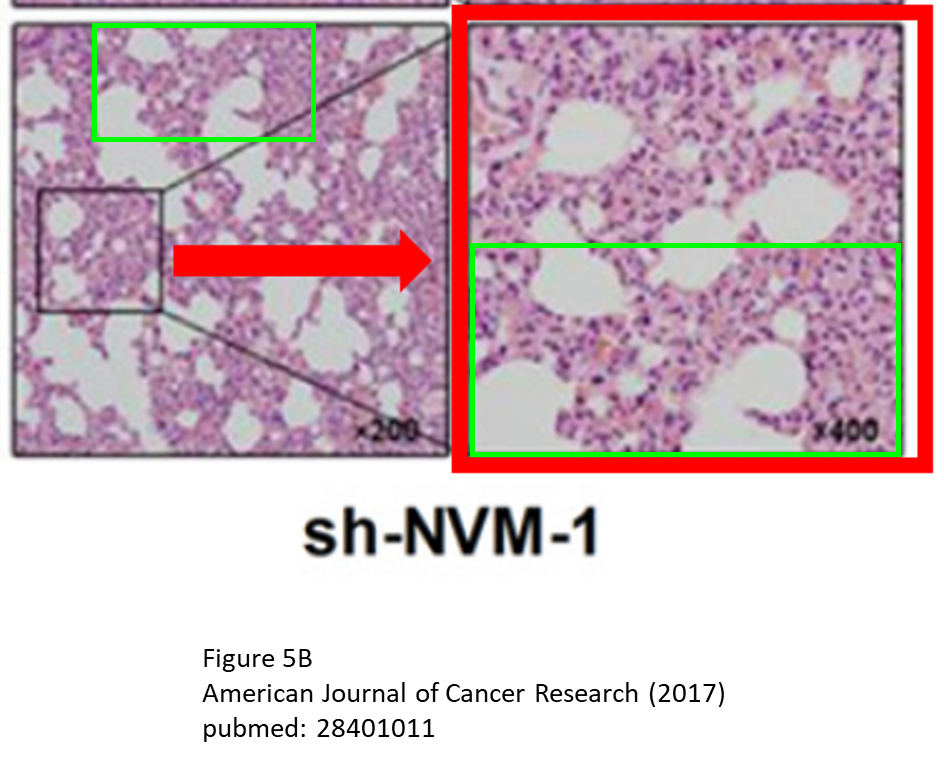 ×200
×400
sh-NVM-1
Figure 5B
American Journal of Cancer Research (2017)
pubmed: 28401011